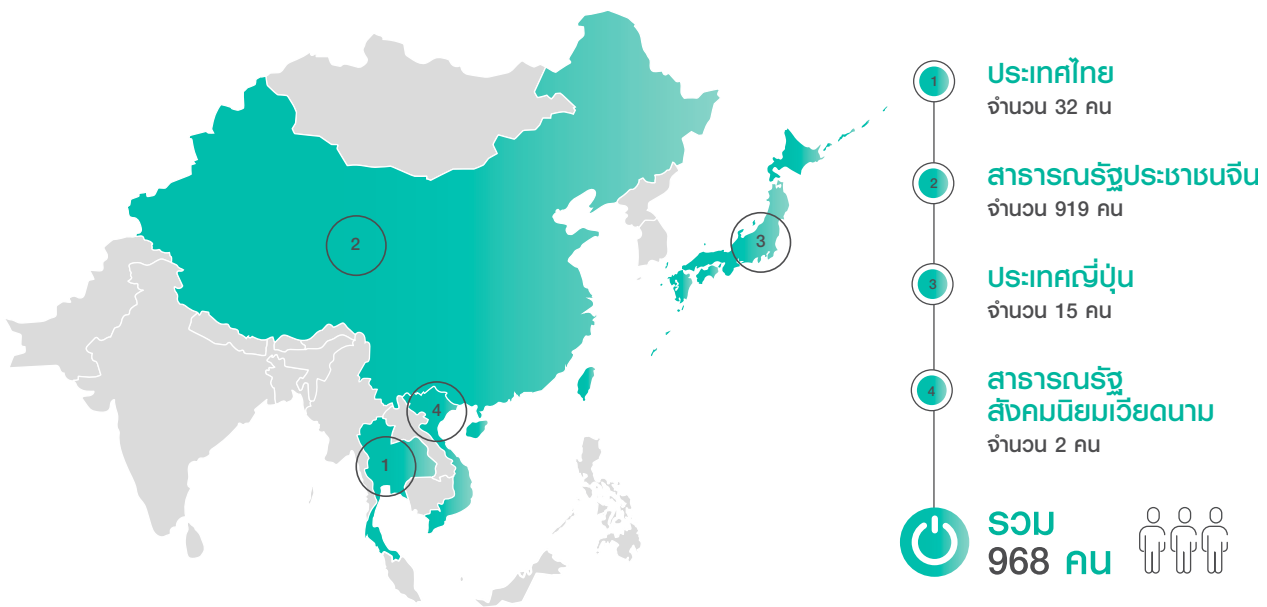 2
3
4
1
1
ประเทศไทย
จำนวน 32 คน
2
สาธารณรัฐประชาชนจีน
จำนวน 919 คน
3
ประเทศญี่ปุ่น
จำนวน 15 คน
4
สาธารณรัฐ
สังคมนิยมเวียดนาม
จำนวน 2 คน
รวม
968 คน